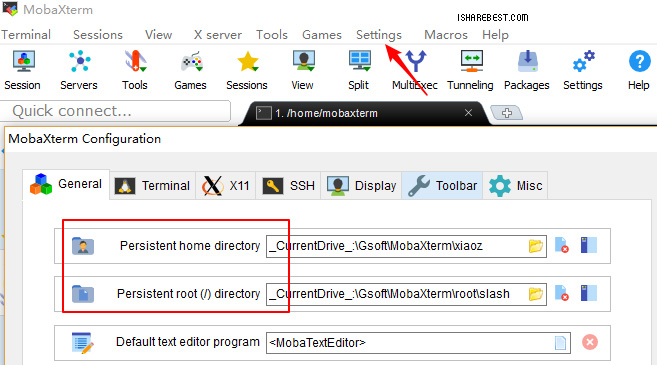 MobaXterm
ISHAREBEST.COM
Terminal Sessions View X server Tools Games Settings Macros Help
Session Servers Tools Games Sessions View Split MultiExec Tunneling Packages Settings Help
Quick connect... 1. /home/mobaxterm
MobaXterm Configuration
General Terminal X11 SSH Display Toolbar Misc
Persistent home directory _CurrentDrive_:\Gsoft\MobaXterm\xiaoz
Persistent root (/) directory _CurrentDrive_:\Gsoft\MobaXterm\root\slash
Default text editor program <MobaTextEditor>